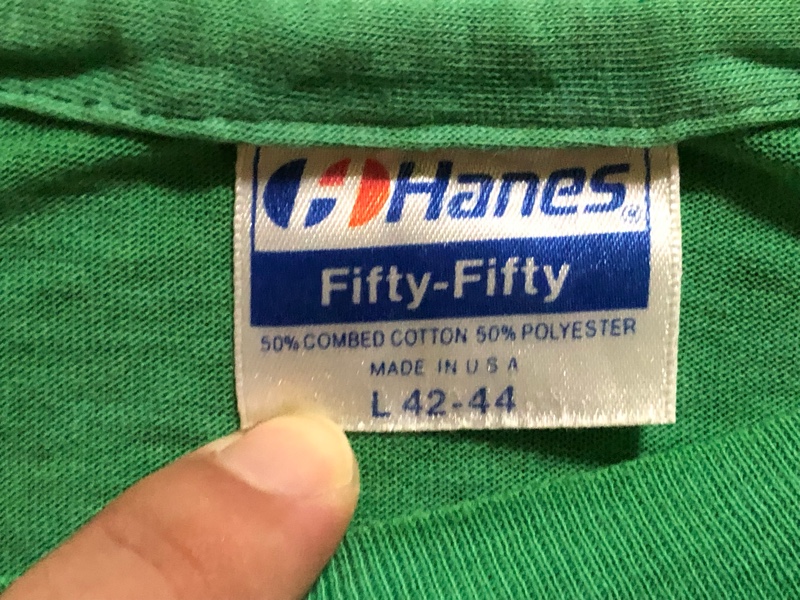 Hanes®
Fifty-Fifty
50% COMBED COTTON 50% POLYESTER
MADE IN U S A
L 42-44